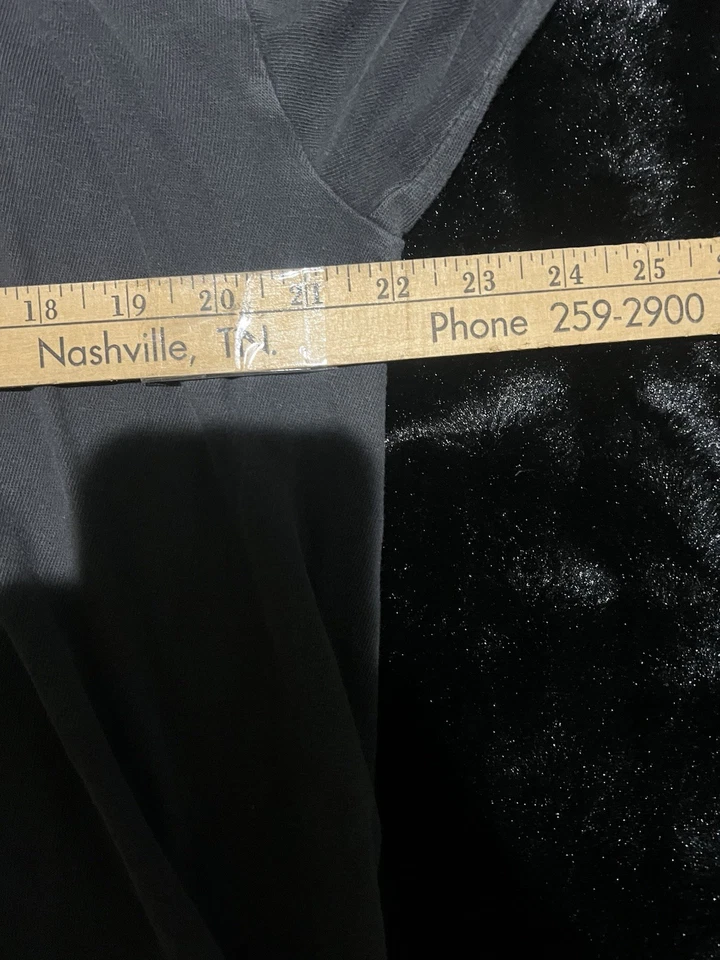 18 19 20 21 22 23 24 25
Nashville, TN. Phone 259-2900